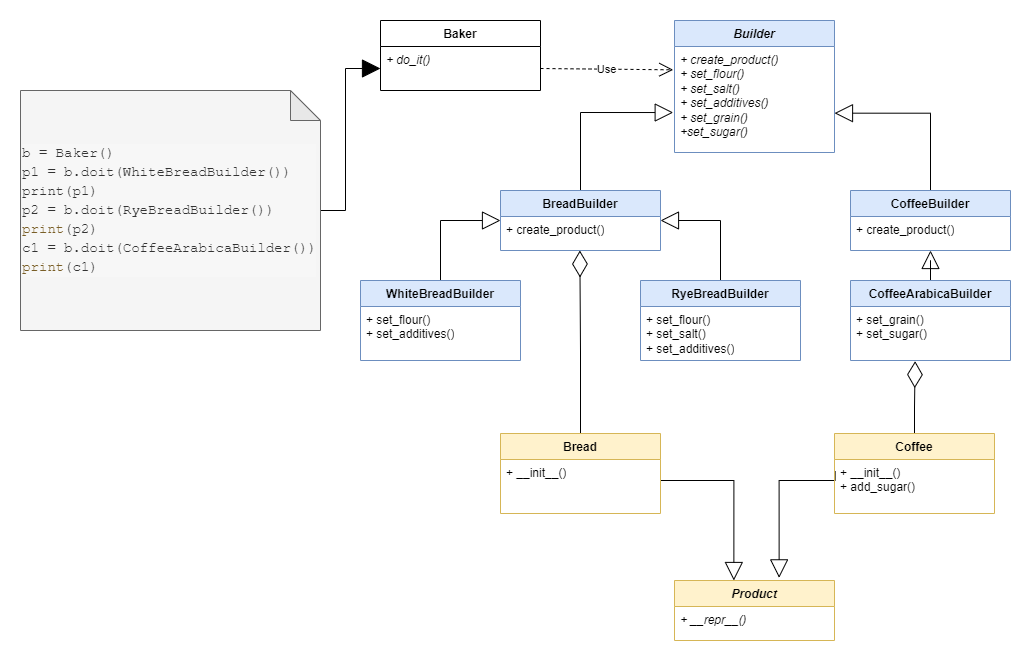 Baker
+ do_it()
Use
Builder
+ create_product()
+ set_flour()
+ set_salt()
+ set_additives()
+ set_grain()
+set_sugar()
b = Baker()
p1 = b.doit(WhiteBreadBuilder())
print(p1)
p2 = b.doit(RyeBreadBuilder())
print(p2)
c1 = b.doit(CoffeeArabicaBuilder())
print(c1)
BreadBuilder
+ create_product()
CoffeeBuilder
+ create_product()
WhiteBreadBuilder
+ set_flour()
+ set_additives()
RyeBreadBuilder
+ set_flour()
+ set_salt()
+ set_additives()
CoffeeArabicaBuilder
+ set_grain()
+ set_sugar()
Bread
+ __init__()
Coffee
+ __init__()
+ add_sugar()
Product
+ __repr__()